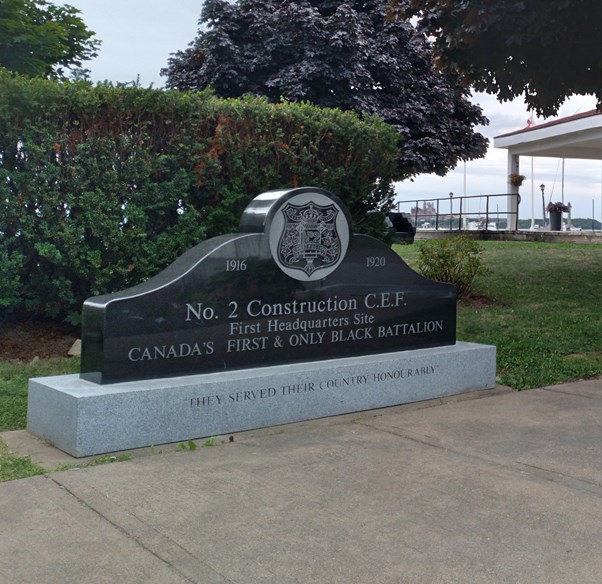 1916
1920
No. 2 Construction C.E.F.
First Headquarters Site
CANADA'S FIRST & ONLY BLACK BATTALION
THEY SERVED THEIR COUNTRY HONOURABLY